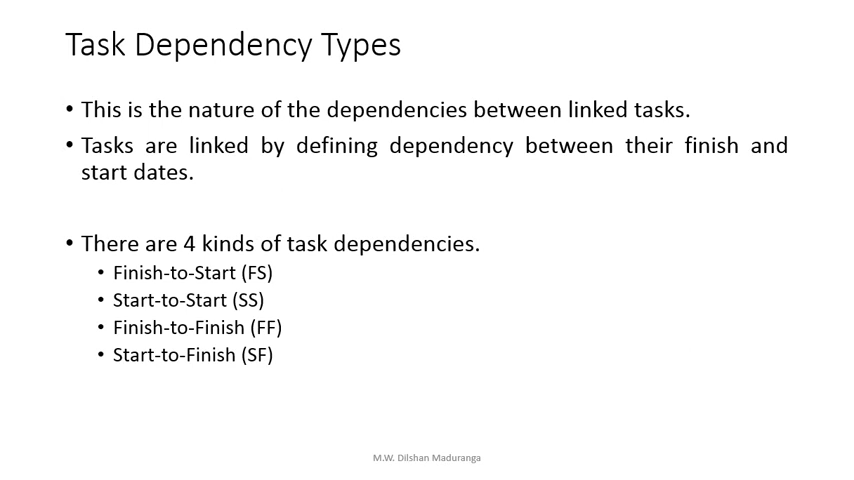 Task Dependency Types
• This is the nature of the dependencies between linked tasks.
• Tasks are linked by defining dependency between their finish and
start dates.
• There are 4 kinds of task dependencies.
• Finish-to-Start (FS)
• Start-to-Start (SS)
• Finish-to-Finish (FF)
• Start-to-Finish (SF)
M.W. Dilshan Maduranga